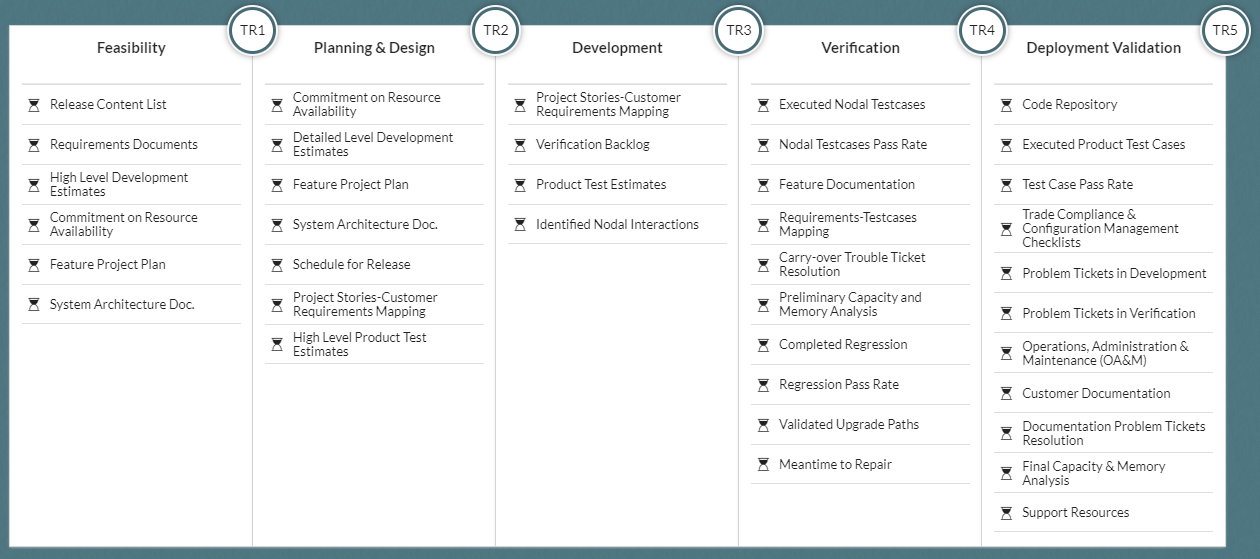 TR1
TR2
TR3
TR4
TR5
Feasibility
Release Content List
Requirements Documents
High Level Development
Estimates
Commitment on Resource
Availability
Feature Project Plan
System Architecture Doc.
Planning & Design
Commitment on Resource
Availability
Detailed Level Development
Estimates
Feature Project Plan
System Architecture Doc.
Schedule for Release
Project Stories-Customer
Requirements Mapping
High Level Product Test
Estimates
Development
Project Stories-Customer
Requirements Mapping
Verification Backlog
Product Test Estimates
Identified Nodal Interactions
Verification
Executed Nodal Testcases
Nodal Testcases Pass Rate
Feature Documentation
Requirements-Testcases
Mapping
Carry-over Trouble Ticket
Resolution
Preliminary Capacity and
Memory Analysis
Completed Regression
Regression Pass Rate
Validated Upgrade Paths
Meantime to Repair
Deployment Validation
Code Repository
Executed Product Test Cases
Test Case Pass Rate
Trade Compliance &
Configuration Management
Checklists
Problem Tickets in Development
Problem Tickets in Verification
Operations, Administration &
Maintenance (OA&M)
Customer Documentation
Documentation Problem Tickets
Resolution
Final Capacity & Memory
Analysis
Support Resources